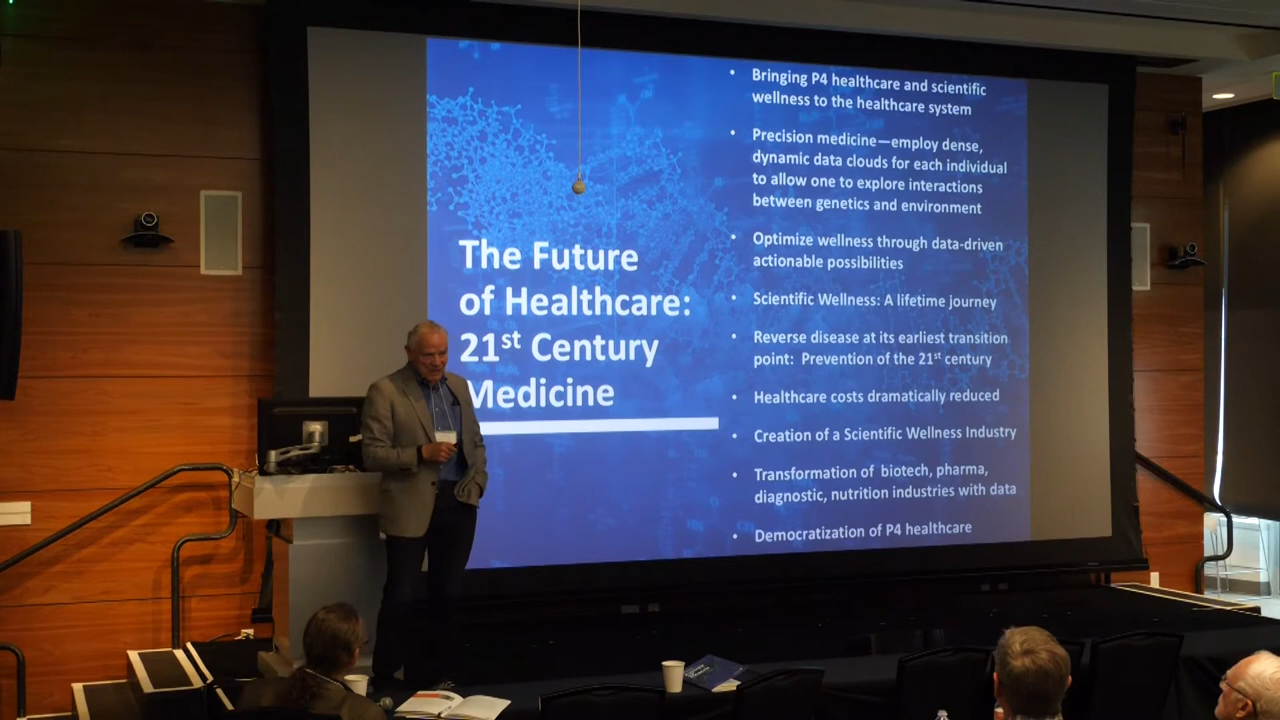 The Future
of Healthcare:
21st Century
Medicine
• Bringing P4 healthcare and scientific
wellness to the healthcare system
• Precision medicine—employ dense,
dynamic data clouds for each individual
to allow one to explore interactions
between genetics and environment
• Optimize wellness through data-driven
actionable possibilities
• Scientific Wellness: A lifetime journey
• Reverse disease at its earliest transition
point: Prevention of the 21st century
• Healthcare costs dramatically reduced
• Creation of a Scientific Wellness Industry
• Transformation of biotech, pharma,
diagnostic, nutrition industries with data
• Democratization of P4 healthcare